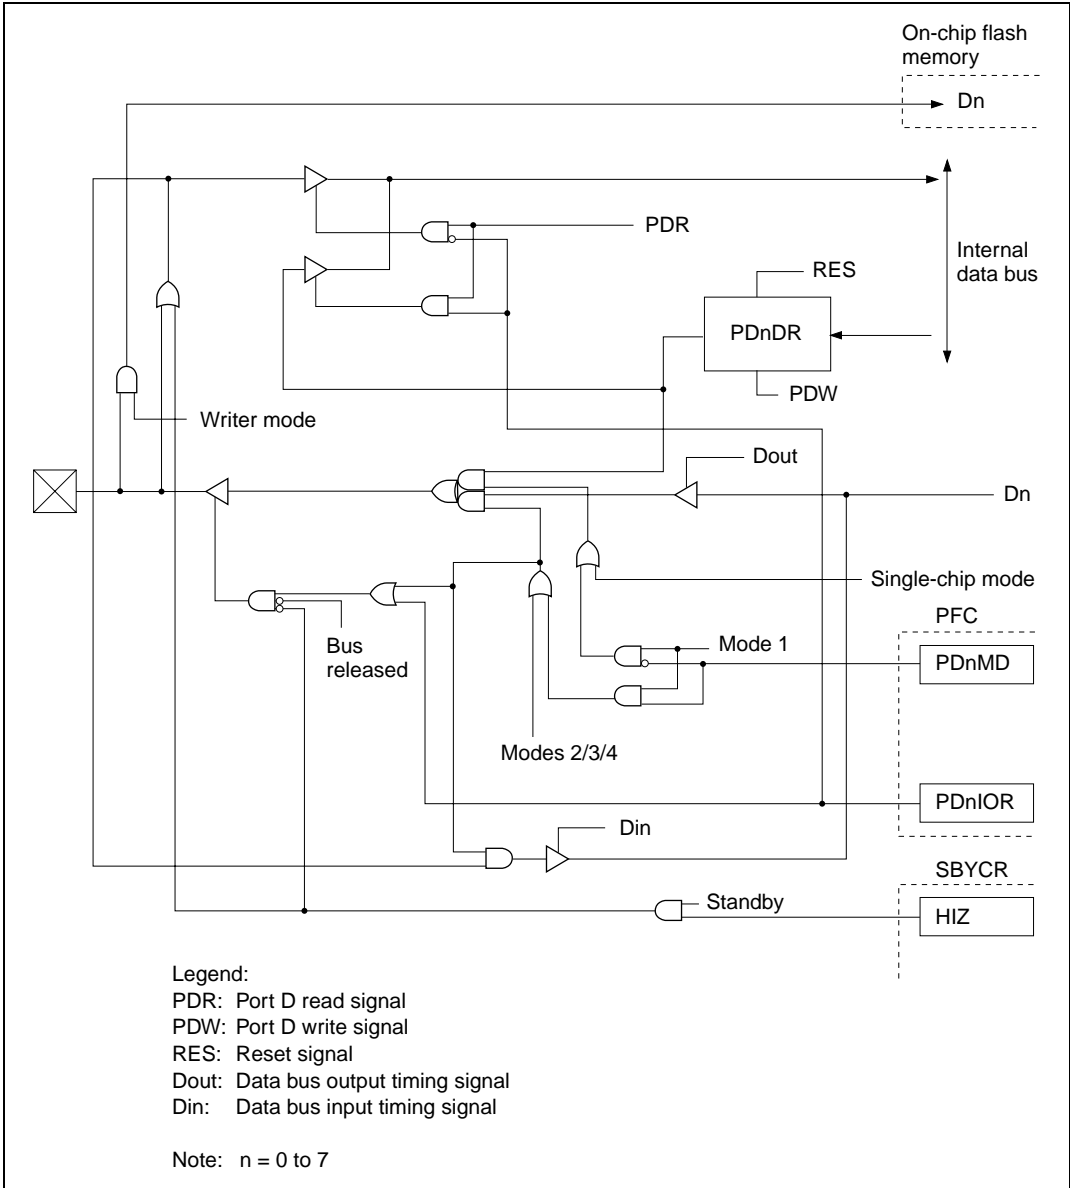 On-chip flash
memory
Dn
PDR
RES
Internal
data bus
PDnDR
PDW
Writer mode
Dout
Dn
Single-chip mode
PFC
Mode 1
PDnMD
Bus
released
Modes 2/3/4
PDnIOR
Din
SBYCR
Standby
HIZ
Legend:
PDR: Port D read signal
PDW: Port D write signal
RES: Reset signal
Dout: Data bus output timing signal
Din: Data bus input timing signal
Note: n = 0 to 7